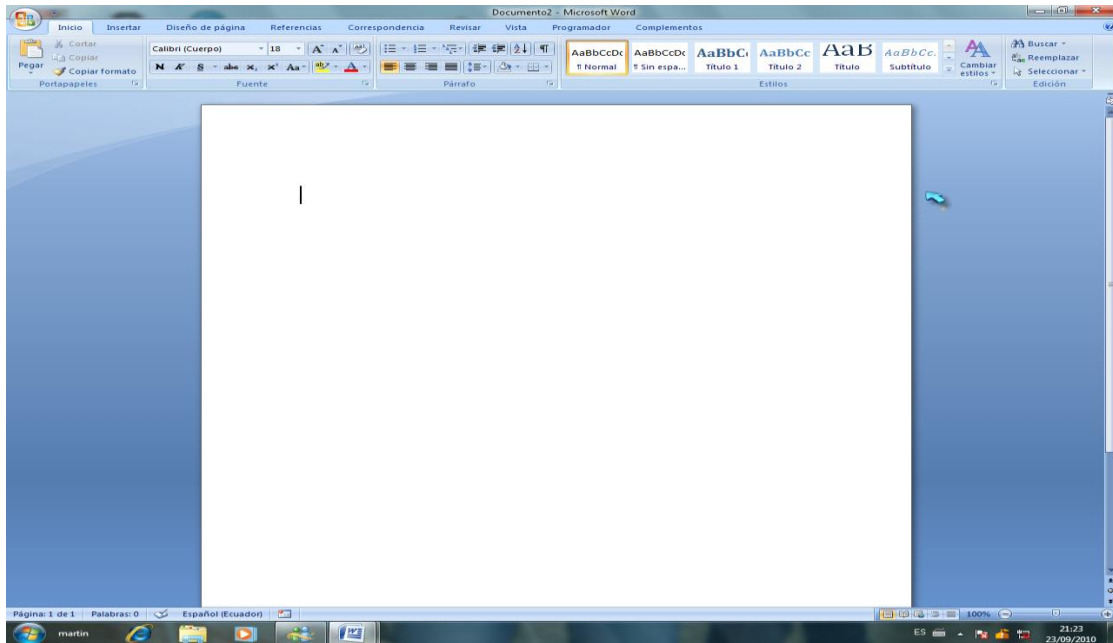 Documento2 - Microsoft Word
Inicio Insertar Diseño de página Referencias Correspondencia Revisar Vista Programador Complementos
Pegar
Cortar
Copiar
Copiar formato
Portapapeles
Calibri (Cuerpo) 18
N K S abc x, x² Aa
Fuente
Párrafo
AaBbCcDc AaBbCcDc AaBbC AaBbCc AaB AaBbCc.
¶ Normal ¶ Sin espa... Título 1 Título 2 Título Subtítulo
Cambiar estilos
Estilos
Buscar
Reemplazar
Seleccionar
Edición
Página: 1 de 1 Palabras: 0 Español (Ecuador) 100%
martin ES 21:23
23/09/2010